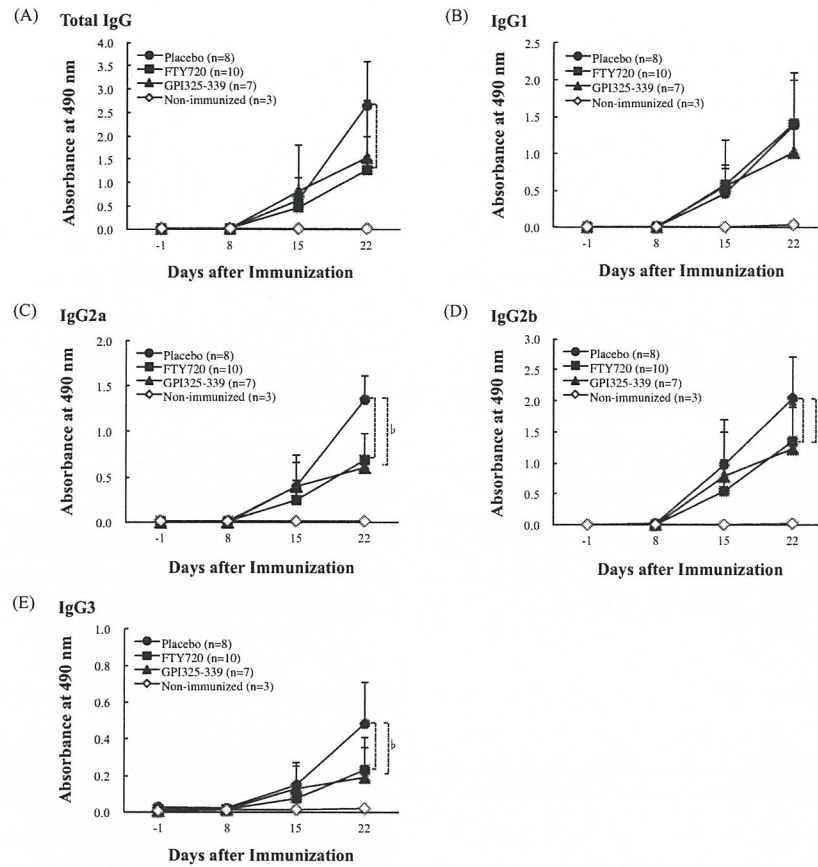 (A) Total IgG
Absorbance at 490 nm
4.0
3.5
3.0
2.5
2.0
1.5
1.0
0.5
0.0
Placebo (n=8)
FTY720 (n=10)
GPI325-339 (n=7)
Non-immunized (n=3)
-1 8 15 22
Days after Immunization
(B) IgG1
Absorbance at 490 nm
2.5
2.0
1.5
1.0
0.5
0.0
Placebo (n=8)
FTY720 (n=10)
GPI325-339 (n=7)
Non-immunized (n=3)
-1 8 15 22
Days after Immunization
(C) IgG2a
Absorbance at 490 nm
2.0
1.5
1.0
0.5
0.0
Placebo (n=8)
FTY720 (n=10)
GPI325-339 (n=7)
Non-immunized (n=3)
-1 8 15 22
Days after Immunization
(D) IgG2b
Absorbance at 490 nm
3.0
2.5
2.0
1.5
1.0
0.5
0.0
Placebo (n=8)
FTY720 (n=10)
GPI325-339 (n=7)
Non-immunized (n=3)
-1 8 15 22
Days after Immunization
(E) IgG3
Absorbance at 490 nm
1.0
0.8
0.6
0.4
0.2
0.0
Placebo (n=8)
FTY720 (n=10)
GPI325-339 (n=7)
Non-immunized (n=3)
-1 8 15 22
Days after Immunization